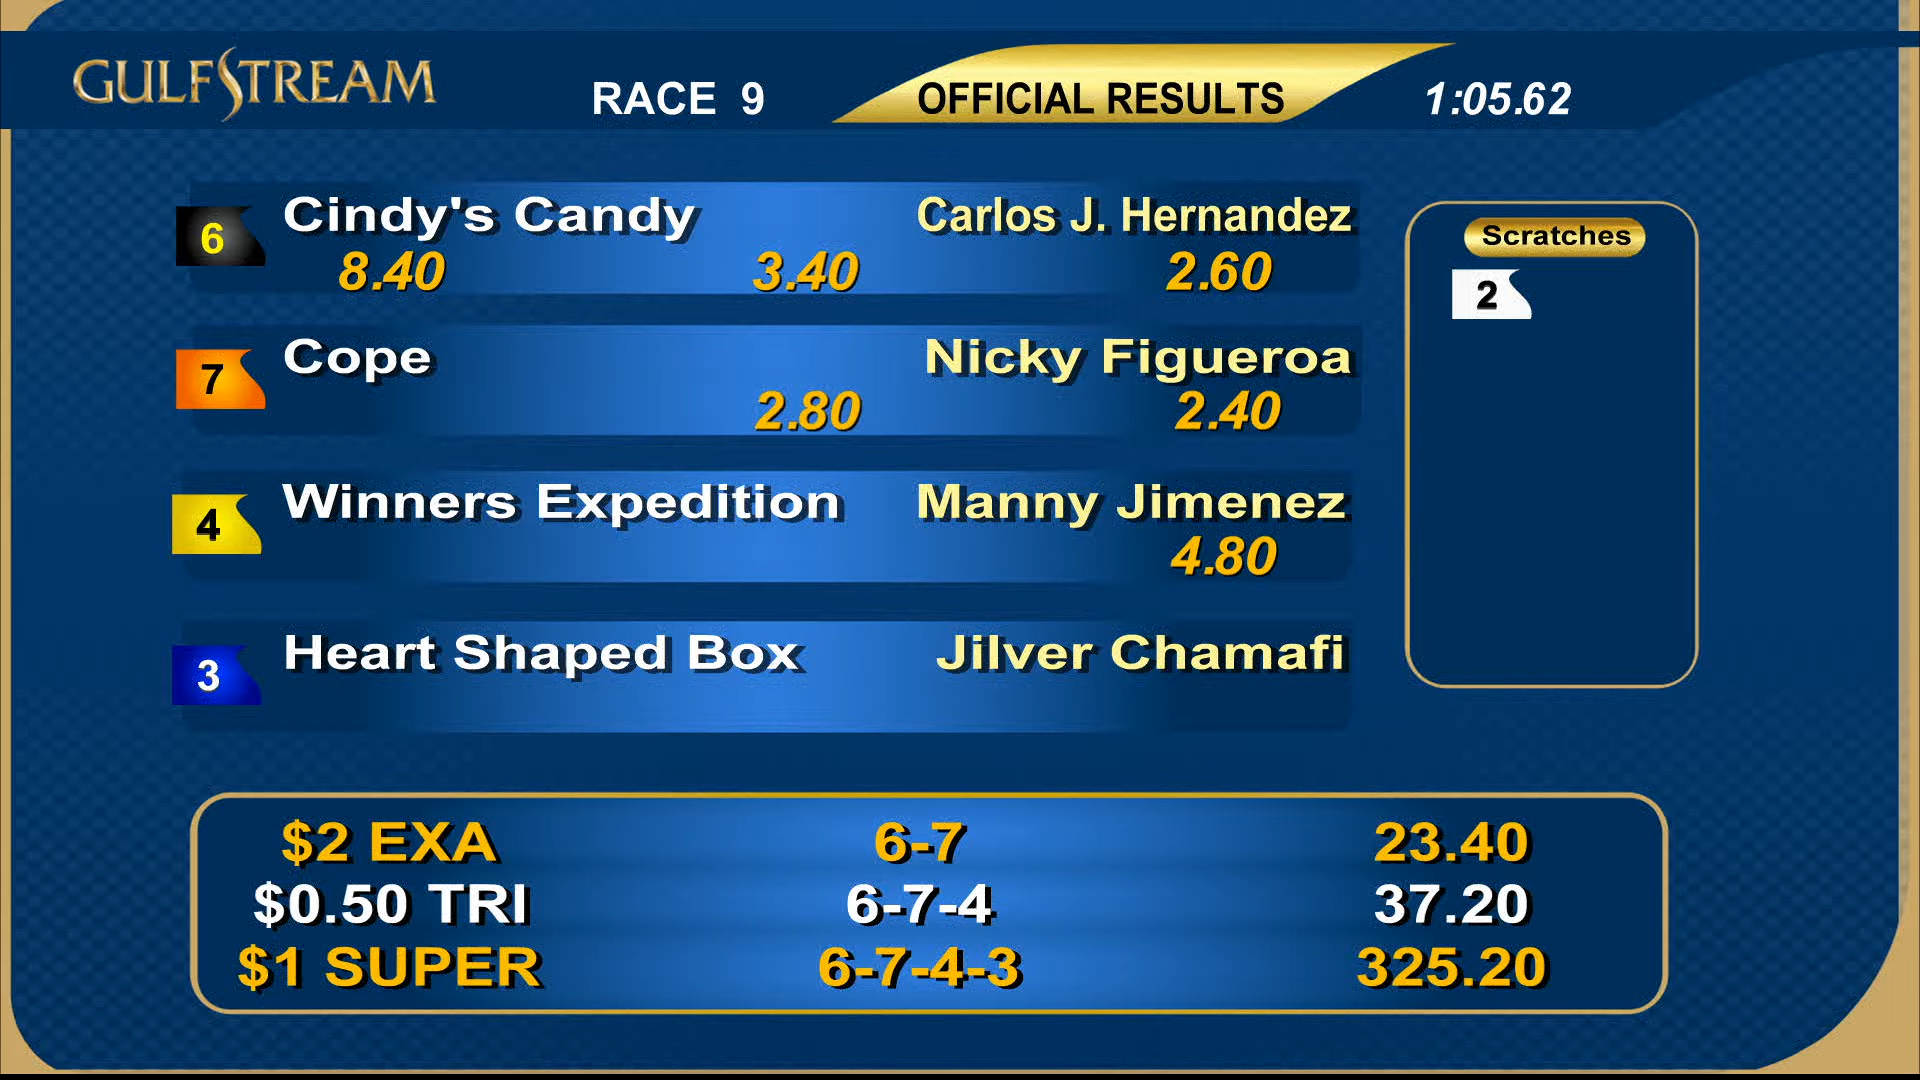 GULFSTREAM
RACE 9
OFFICIAL RESULTS
1:05.62
6 Cindy's Candy Carlos J. Hernandez
8.40 3.40 2.60
7 Cope Nicky Figueroa
2.80 2.40
4 Winners Expedition Manny Jimenez
4.80
3 Heart Shaped Box Jilver Chamafi
Scratches
2
$2 EXA 6-7 23.40
$0.50 TRI 6-7-4 37.20
$1 SUPER 6-7-4-3 325.20